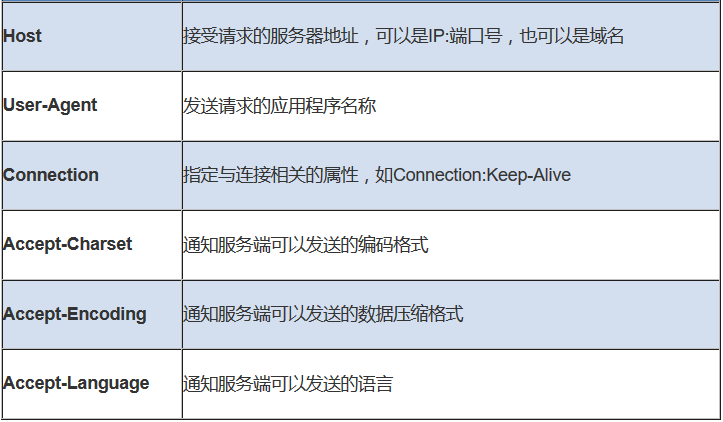 Host 接受请求的服务器地址，可以是IP:端口号，也可以是域名
User-Agent 发送请求的应用程序名称
Connection 指定与连接相关的属性，如Connection:Keep-Alive
Accept-Charset 通知服务端可以发送的编码格式
Accept-Encoding 通知服务端可以发送的数据压缩格式
Accept-Language 通知服务端可以发送的语言